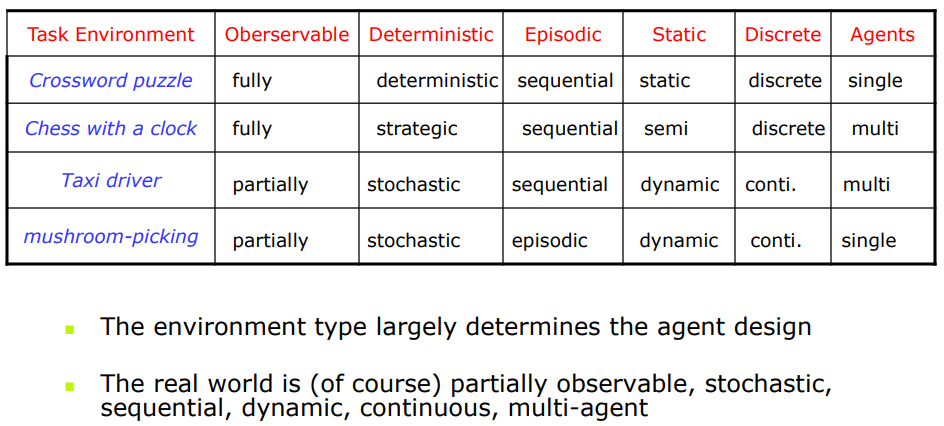 Task Environment Oberservable Deterministic Episodic Static Discrete Agents
Crossword puzzle fully deterministic sequential static discrete single
Chess with a clock fully strategic sequential semi discrete multi
Taxi driver partially stochastic sequential dynamic conti. multi
mushroom-picking partially stochastic episodic dynamic conti. single
The environment type largely determines the agent design
The real world is (of course) partially observable, stochastic,
sequential, dynamic, continuous, multi-agent